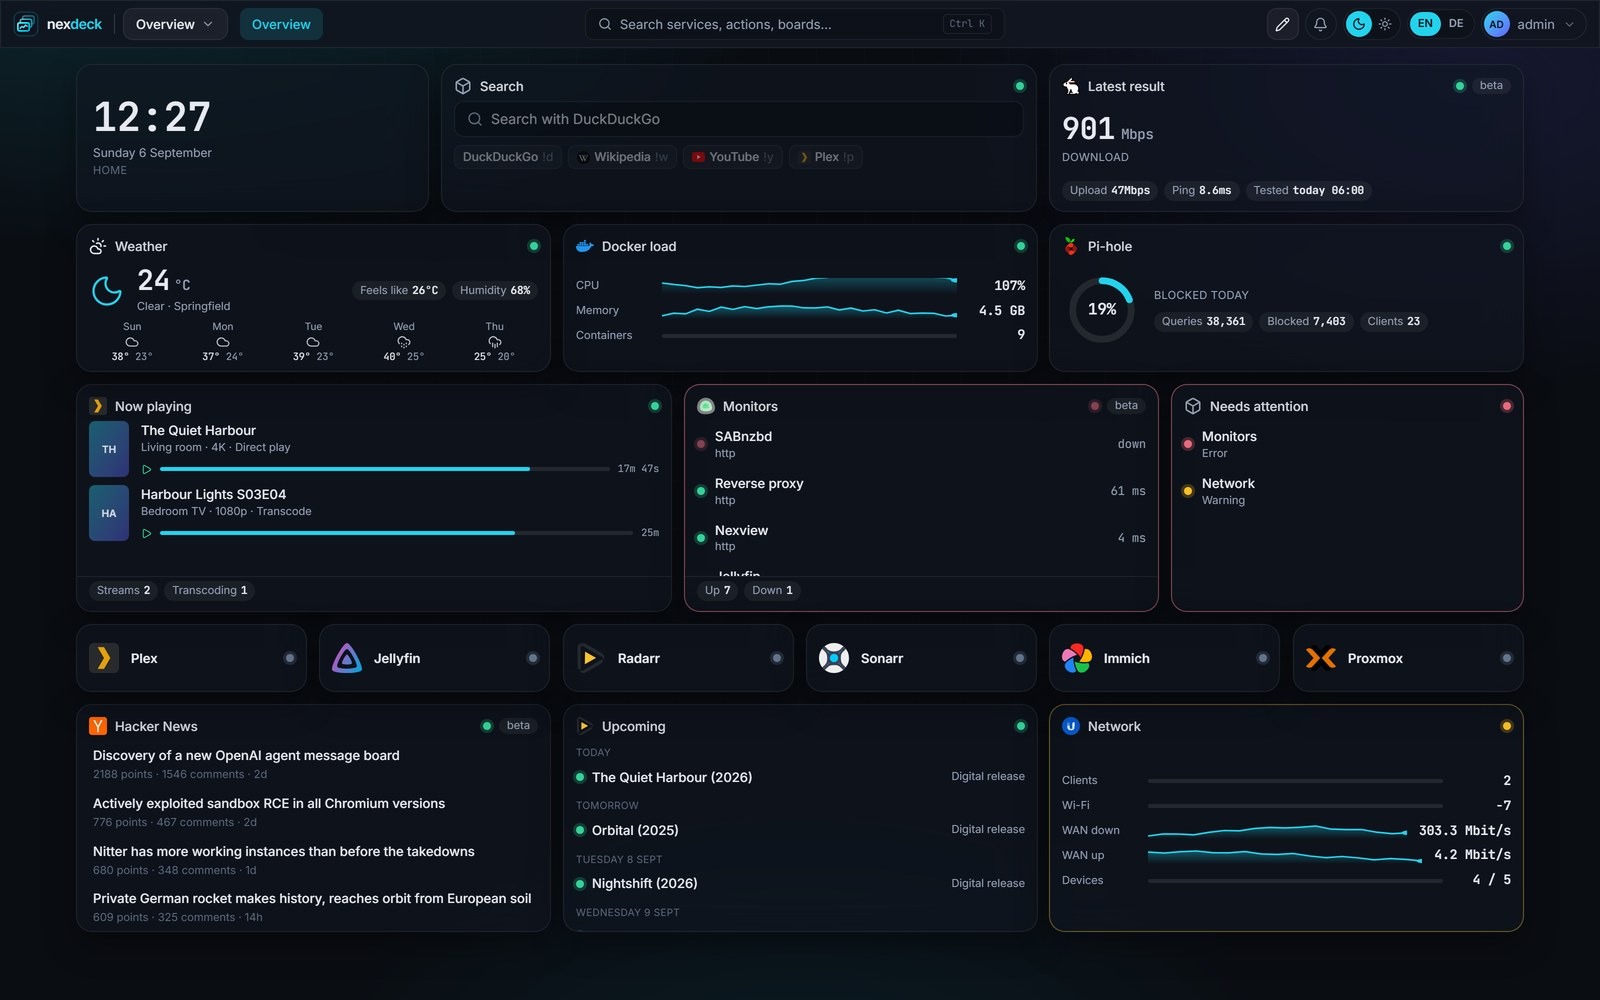 nexdeck
Overview
Overview
Search services, actions, boards...
Ctrl K
EN
DE
AD
admin
12:27
Sunday 6 September
HOME
Search
Search with DuckDuckGo
DuckDuckGo !d
W Wikipedia !w
YouTube !y
Plex !p
Latest result
beta
901 Mbps
DOWNLOAD
Upload 47Mbps
Ping 8.6ms
Tested today 06:00
Weather
24 °C
Clear · Springfield
Feels like 26°C
Humidity 68%
Sun Mon Tue Wed Thu
38° 23° 37° 24° 39° 23° 40° 25° 25° 20°
Docker load
CPU 107%
Memory 4.5 GB
Containers 9
Pi-hole
19%
BLOCKED TODAY
Queries 38,361
Blocked 7,403
Clients 23
Now playing
TH
The Quiet Harbour
Living room · 4K · Direct play
17m 47s
HA
Harbour Lights S03E04
Bedroom TV · 1080p · Transcode
25m
Streams 2
Transcoding 1
Monitors
beta
SABnzbd
http
down
Reverse proxy
http
61 ms
Nexview
http
4 ms
Jellyfin
Up 7
Down 1
Needs attention
Monitors
Error
Network
Warning
Plex
Jellyfin
Radarr
Sonarr
Immich
Proxmox
Y Hacker News
beta
Discovery of a new OpenAI agent message board
2188 points · 1546 comments · 2d
Actively exploited sandbox RCE in all Chromium versions
776 points · 467 comments · 2d
Nitter has more working instances than before the takedowns
680 points · 348 comments · 1d
Private German rocket makes history, reaches orbit from European soil
609 points · 325 comments · 14h
Upcoming
TODAY
The Quiet Harbour (2026) Digital release
TOMORROW
Orbital (2025) Digital release
TUESDAY 8 SEPT
Nightshift (2026) Digital release
WEDNESDAY 9 SEPT
Network
Clients 2
Wi-Fi -7
WAN down 303.3 Mbit/s
WAN up 4.2 Mbit/s
Devices 4 / 5